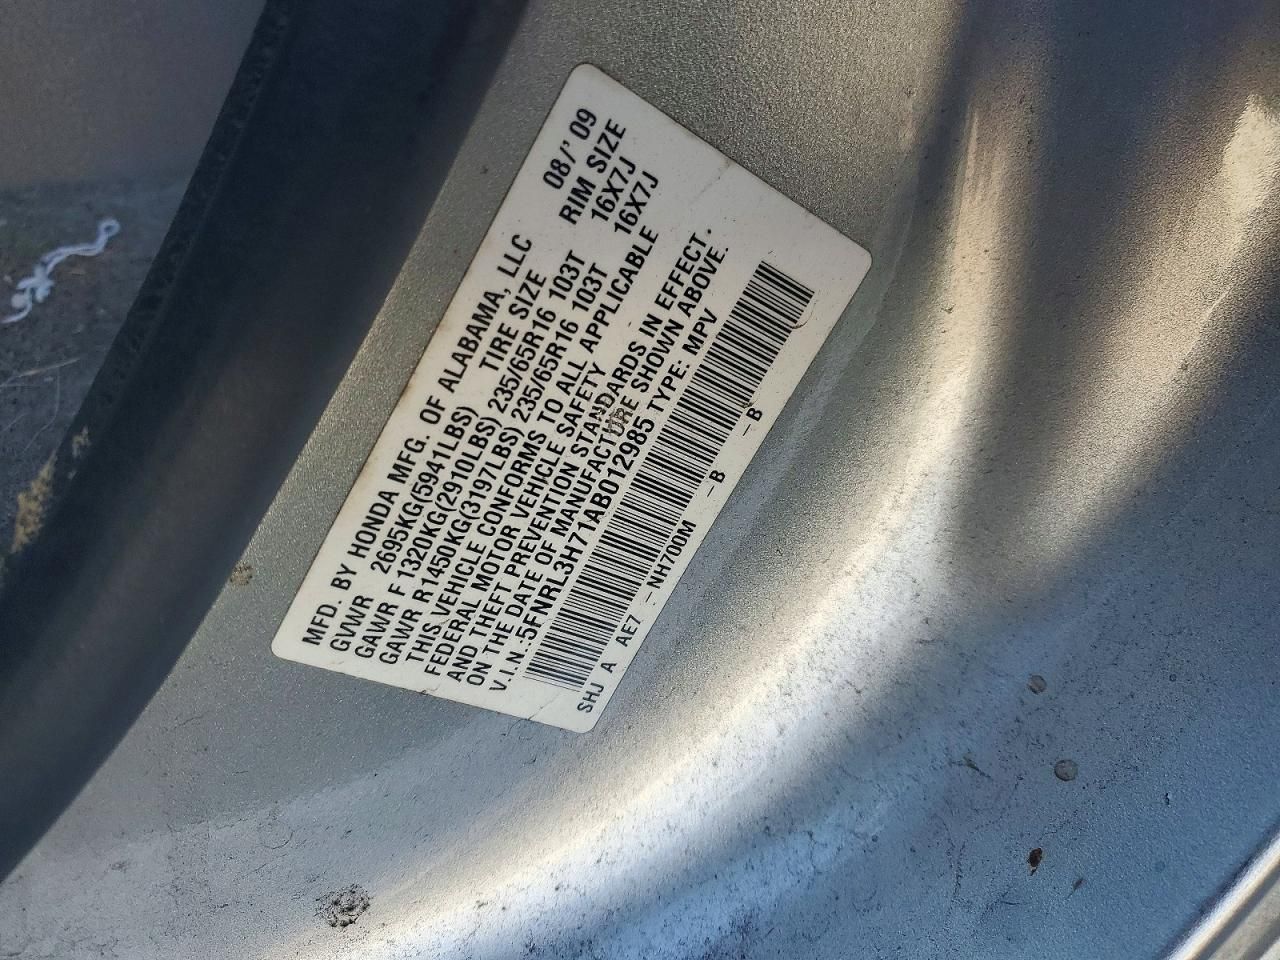 MFD. BY HONDA MFG. OF ALABAMA, LLC 08/'09
GVWR 2695KG(5941LBS) TIRE SIZE RIM SIZE
GAWR F 1320KG(2910LBS) 235/65R16 103T 16X7J
GAWR R 1450KG(3197LBS) 235/65R16 103T 16X7J
THIS VEHICLE CONFORMS TO ALL APPLICABLE
FEDERAL MOTOR VEHICLE SAFETY
AND THEFT PREVENTION STANDARDS IN EFFECT.
ON THE DATE OF MANUFACTURE SHOWN ABOVE.
V.I.N.:5FNRL3H71AB012985 TYPE: MPV
SHJ A AE7 -NH700M -B -B